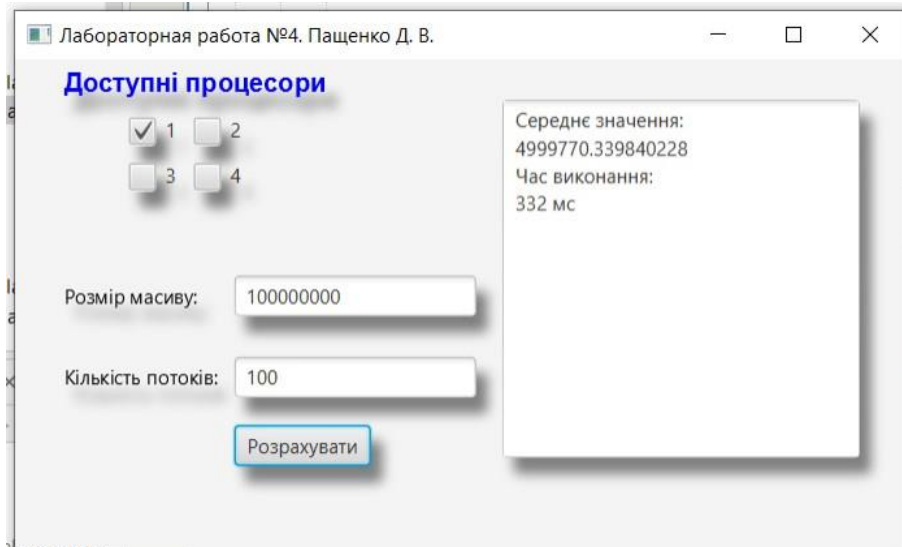 Лабораторная работа №4. Пащенко Д. В.
Доступні процесори
1 2
3 4
Розмір масиву: 100000000
Кількість потоків: 100
Розрахувати
Середнє значення:
4999770.339840228
Час виконання:
332 мс